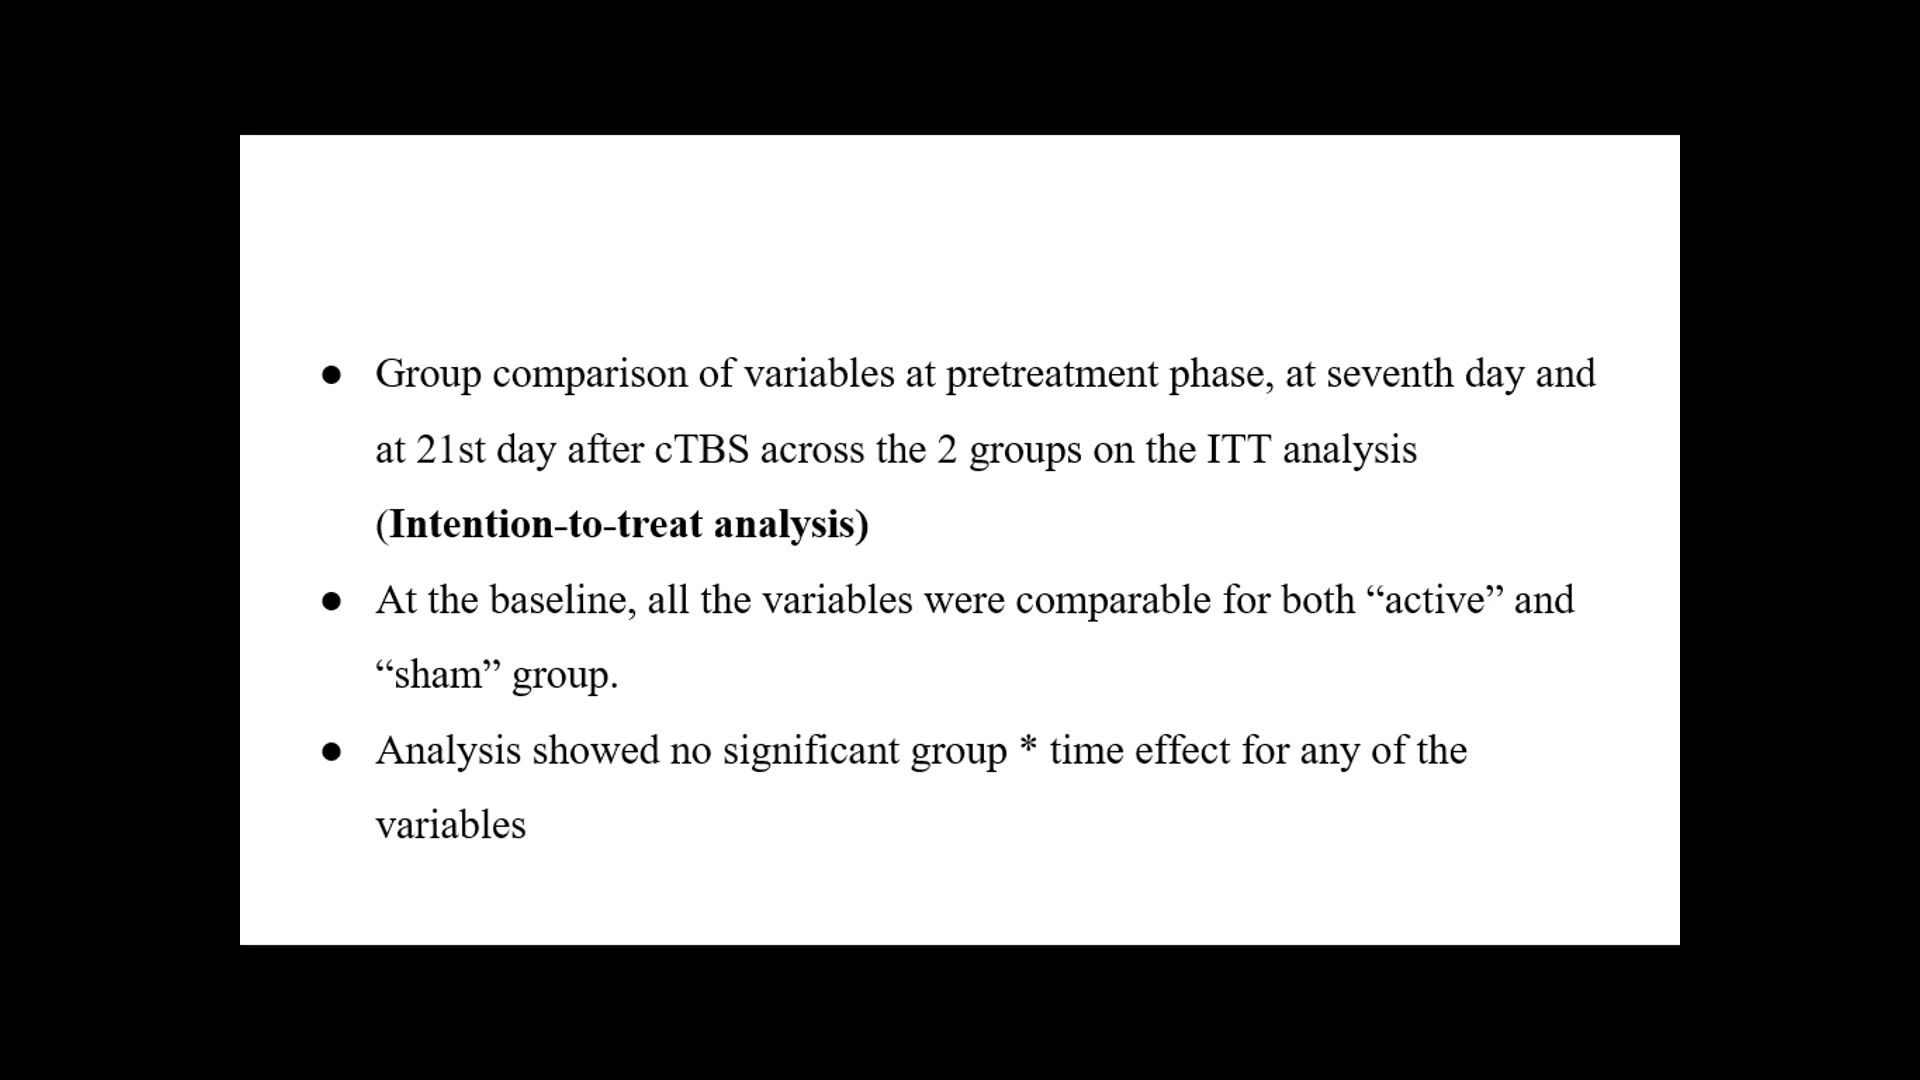 ● Group comparison of variables at pretreatment phase, at seventh day and
at 21st day after cTBS across the 2 groups on the ITT analysis
(Intention-to-treat analysis)
● At the baseline, all the variables were comparable for both “active” and
“sham” group.
● Analysis showed no significant group * time effect for any of the
variables